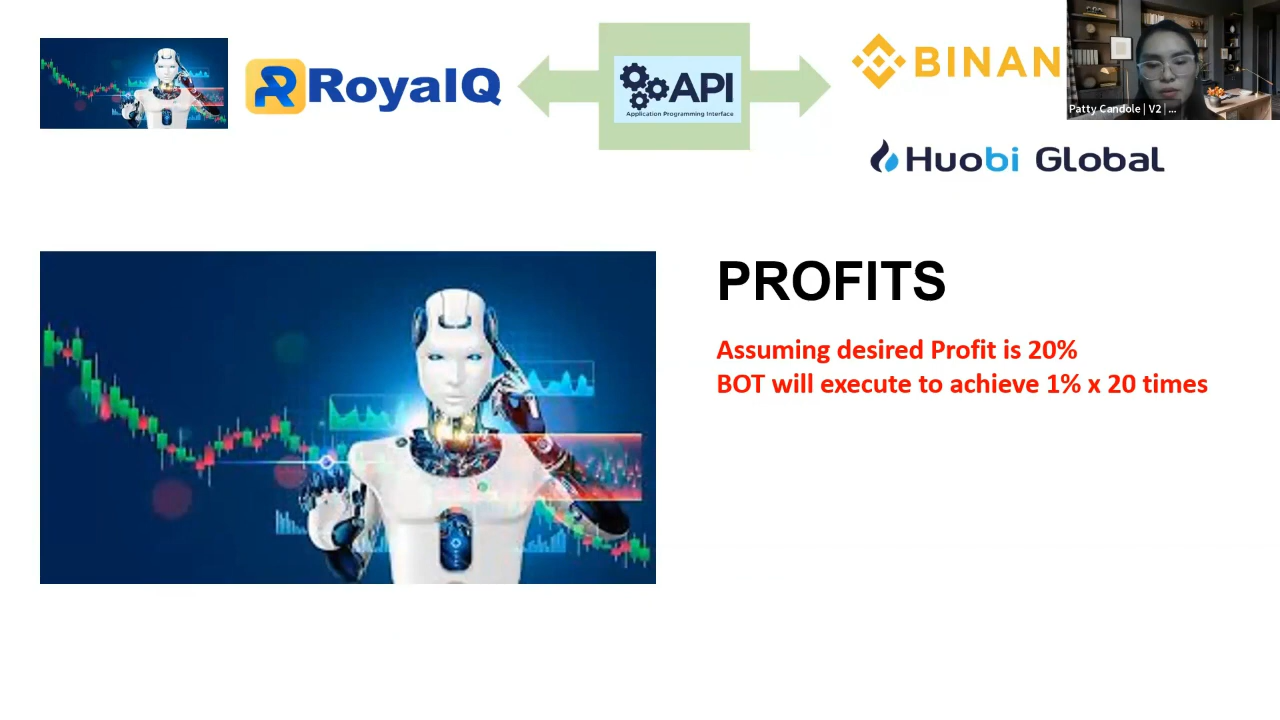 RoyalQ
API
Application Programming Interface
BINAN
Patty Candole | V2 | ...
Huobi Global
PROFITS
Assuming desired Profit is 20%
BOT will execute to achieve 1% x 20 times